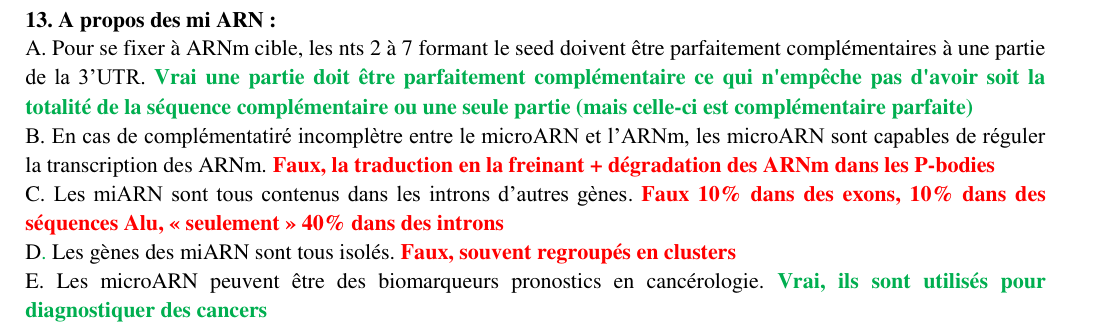 13. A propos des mi ARN :
A. Pour se fixer à ARNm cible, les nts 2 à 7 formant le seed doivent être parfaitement complémentaires à une partie
de la 3’UTR. Vrai une partie doit être parfaitement complémentaire ce qui n'empêche pas d'avoir soit la
totalité de la séquence complémentaire ou une seule partie (mais celle-ci est complémentaire parfaite)
B. En cas de complémentatiré incomplètre entre le microARN et l’ARNm, les microARN sont capables de réguler
la transcription des ARNm. Faux, la traduction en la freinant + dégradation des ARNm dans les P-bodies
C. Les miARN sont tous contenus dans les introns d’autres gènes. Faux 10% dans des exons, 10% dans des
séquences Alu, « seulement » 40% dans des introns
D. Les gènes des miARN sont tous isolés. Faux, souvent regroupés en clusters
E. Les microARN peuvent être des biomarqueurs pronostics en cancérologie. Vrai, ils sont utilisés pour
diagnostiquer des cancers